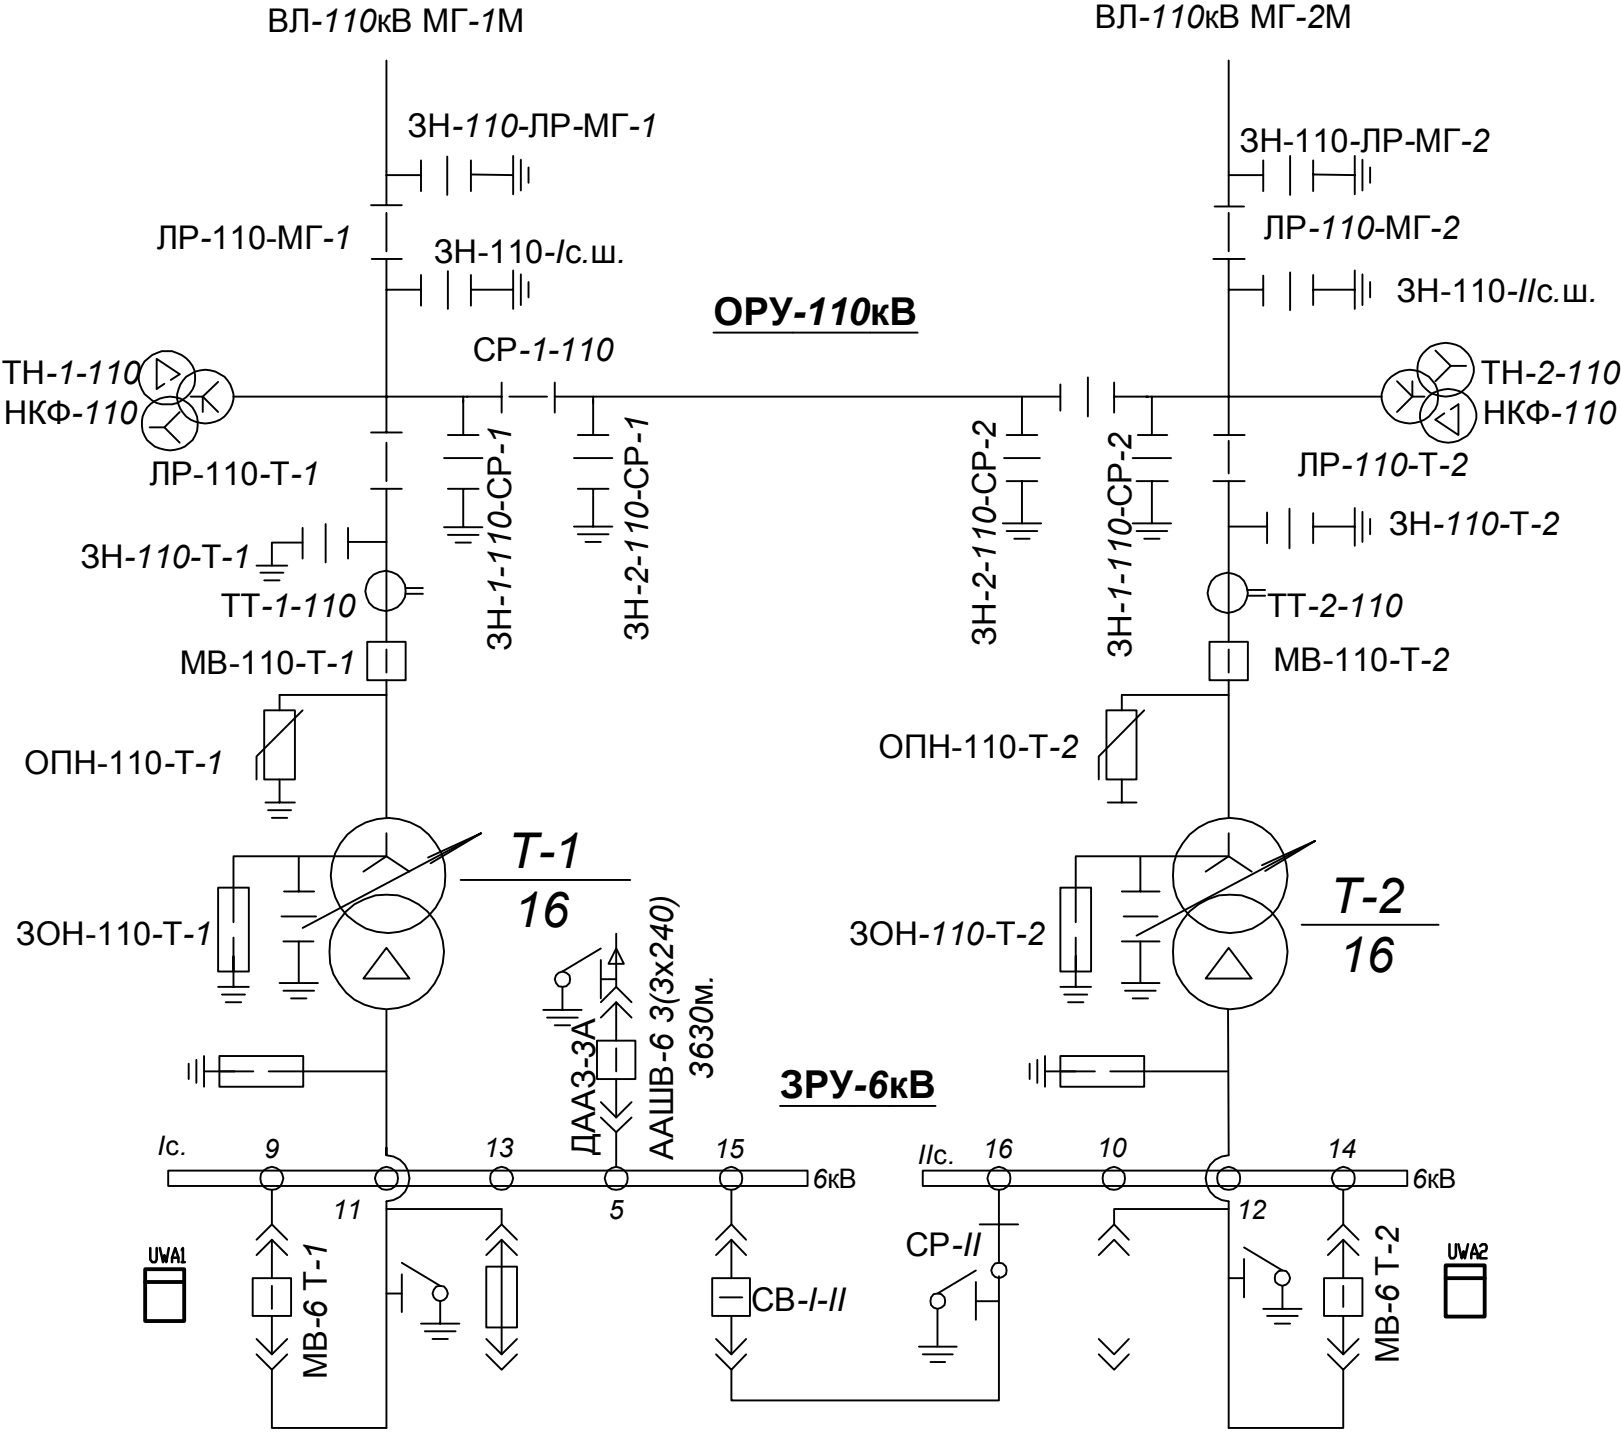 ВЛ-110кВ МГ-1М
ВЛ-110кВ МГ-2М
ЗН-110-ЛР-МГ-1
ЗН-110-ЛР-МГ-2
ЛР-110-МГ-1
ЛР-110-МГ-2
ЗН-110-Iс.ш.
ЗН-110-IIс.ш.
ОРУ-110кВ
СР-1-110
ТН-1-110
НКФ-110
ТН-2-110
НКФ-110
ЛР-110-Т-1
ЗН-1-110-СР-1
ЗН-2-110-СР-1
ЗН-2-110-СР-2
ЗН-1-110-СР-2
ЛР-110-Т-2
ЗН-110-Т-1
ЗН-110-Т-2
ТТ-1-110
ТТ-2-110
МВ-110-Т-1
МВ-110-Т-2
ОПН-110-Т-1
ОПН-110-Т-2
Т-1
16
Т-2
16
ЗОН-110-Т-1
ЗОН-110-Т-2
ДААЗ-3А
ААШВ-6 3(3х240)
3630м.
ЗРУ-6кВ
Iс.
9
13
15
6кВ
11
5
IIс.
16
10
14
6кВ
12
UWA1
МВ-6 Т-1
СВ-I-II
СР-II
МВ-6 Т-2
UWA2